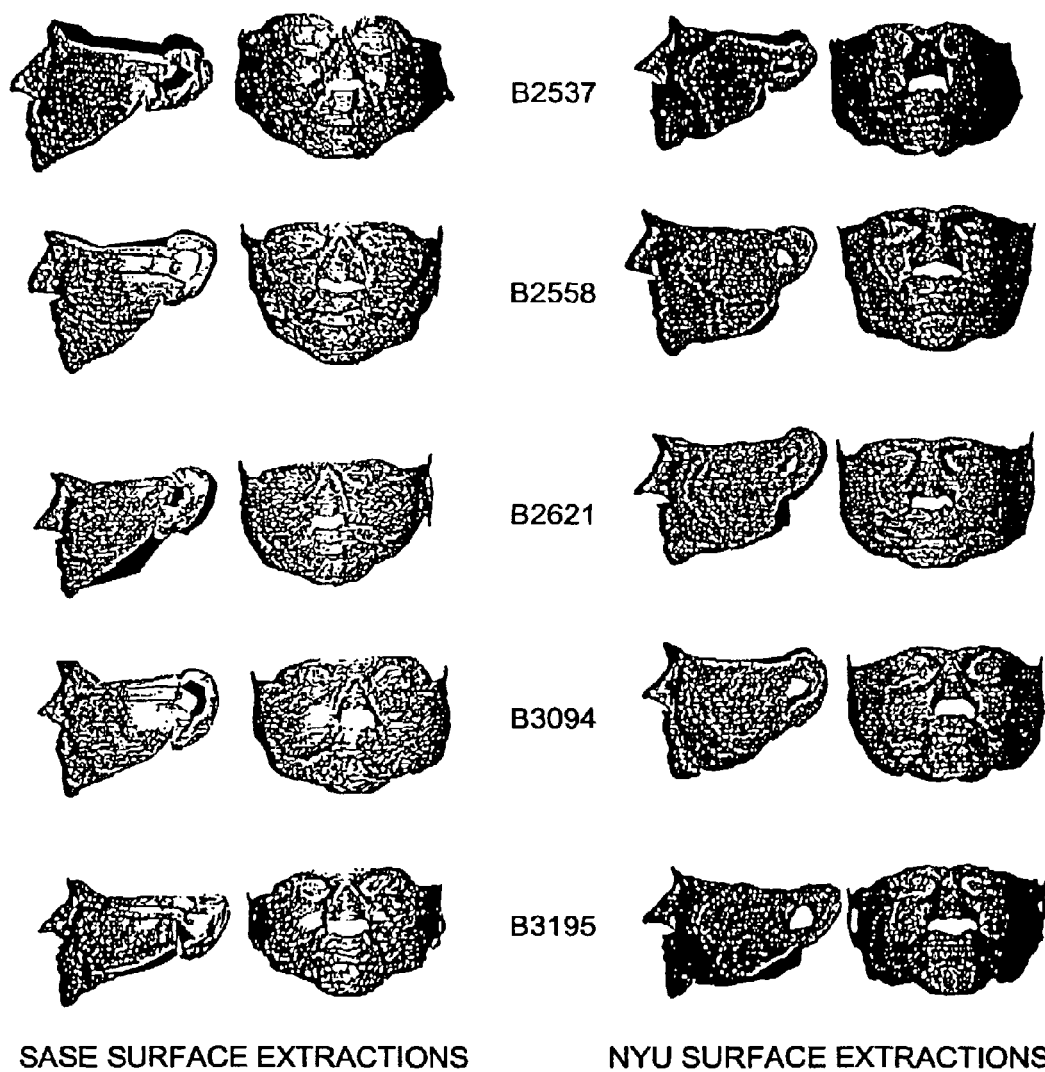 B2537
B2558
B2621
B3094
B3195
SASE SURFACE EXTRACTIONS
NYU SURFACE EXTRACTIONS